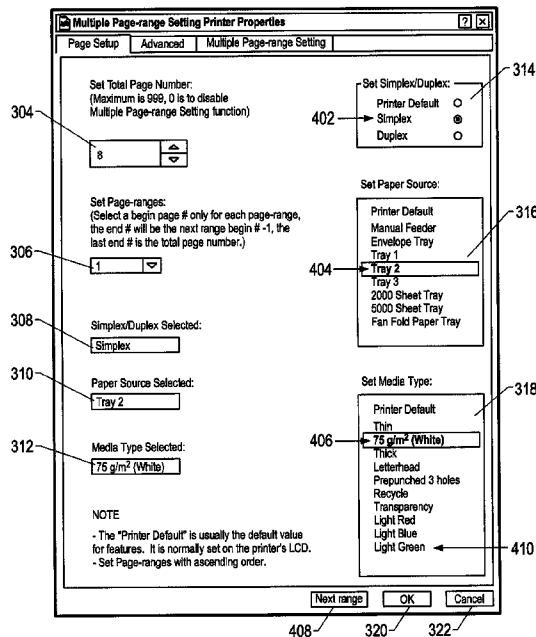 Multiple Page-range Setting Printer Properties
? X
Page Setup Advanced Multiple Page-range Setting
Set Total Page Number:
(Maximum is 999, 0 is to disable
Multiple Page-range Setting function)
304
8
Set Page-ranges:
(Select a begin page # only for each page-range,
the end # will be the next range begin # -1, the
last end # is the total page number.)
306
1
Simplex/Duplex Selected:
308
Simplex
Paper Source Selected:
310
Tray 2
Media Type Selected:
312
75 g/m² (White)
NOTE
- The "Printer Default" is usually the default value
for features. It is normally set on the printer's LCD.
- Set Page-ranges with ascending order.
Set Simplex/Duplex:
314
Printer Default
402 Simplex
Duplex
Set Paper Source:
316
Printer Default
Manual Feeder
Envelope Tray
Tray 1
404 Tray 2
Tray 3
2000 Sheet Tray
5000 Sheet Tray
Fan Fold Paper Tray
Set Media Type:
318
Printer Default
Thin
406 75 g/m² (White)
Thick
Letterhead
Prepunched 3 holes
Recycle
Transparency
Light Red
Light Blue
Light Green 410
Next range OK Cancel
408 320 322